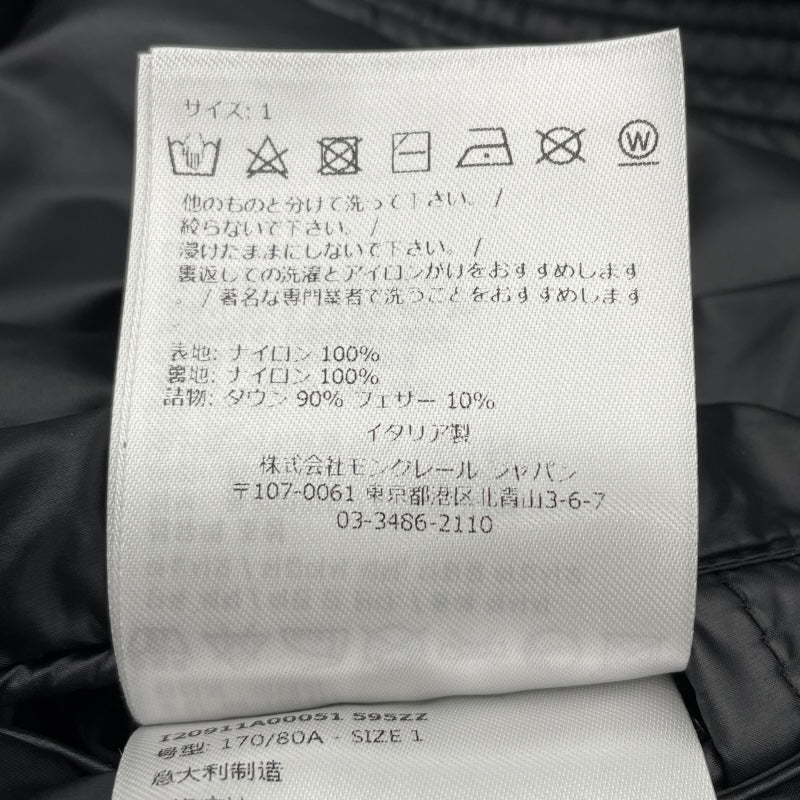 サイズ: 1
W
他のものと分けて洗って下さい。 /
絞らないで下さい。 /
浸けたままにしないで下さい。 /
裏返しての洗濯とアイロンがけをおすすめします
。 / 著名な専門業者で洗うことをおすすめします
。
表地: ナイロン 100%
裏地: ナイロン 100%
詰物: ダウン 90% フェザー 10%
イタリア製
株式会社モンクレール ジャパン
〒107-0061 東京都港区北青山3-6-7
03-3486-2110
I20911A00051 595ZZ
号型: 170/80A - SIZE 1
意大利制造